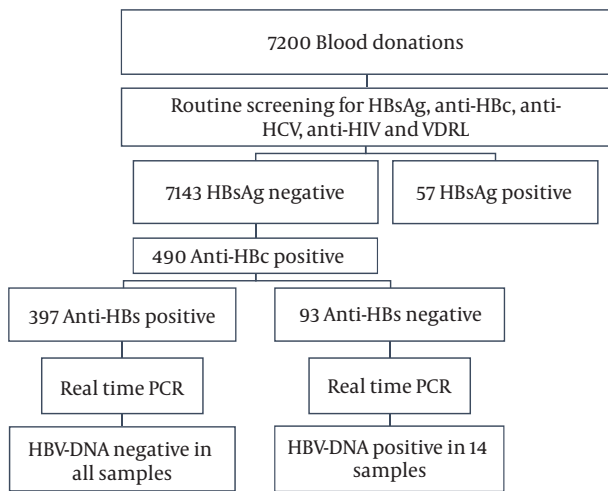 7200 Blood donations
Routine screening for HBsAg, anti-HBc, anti-
HCV, anti-HIV and VDRL
7143 HBsAg negative
57 HBsAg positive
490 Anti-HBc positive
397 Anti-HBs positive
93 Anti-HBs negative
Real time PCR
Real time PCR
HBV-DNA negative in
all samples
HBV-DNA positive in 14
samples